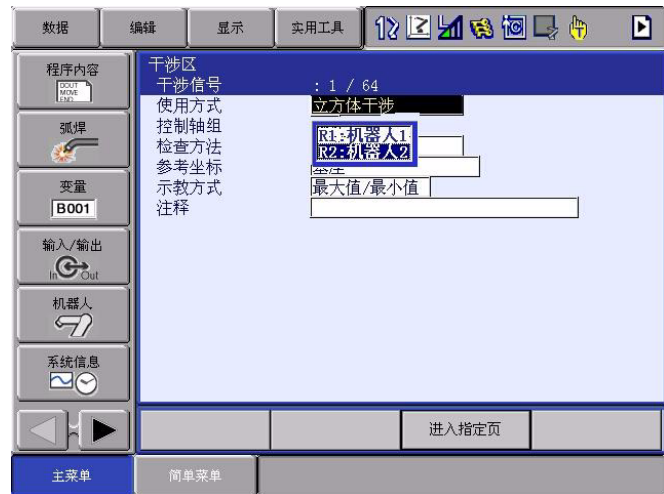 数据 编辑 显示 实用工具
程序内容
DOUT
MOVE
END
弧焊
变量
B001
输入/输出
In Out
机器人
系统信息
干涉区
干涉信号 : 1 / 64
使用方式 立方体干涉
控制轴组
R1:机器人1
R2:机器人2
检查方法
参考坐标
示教方式 最大值/最小值
注释
进入指定页
主菜单 简单菜单